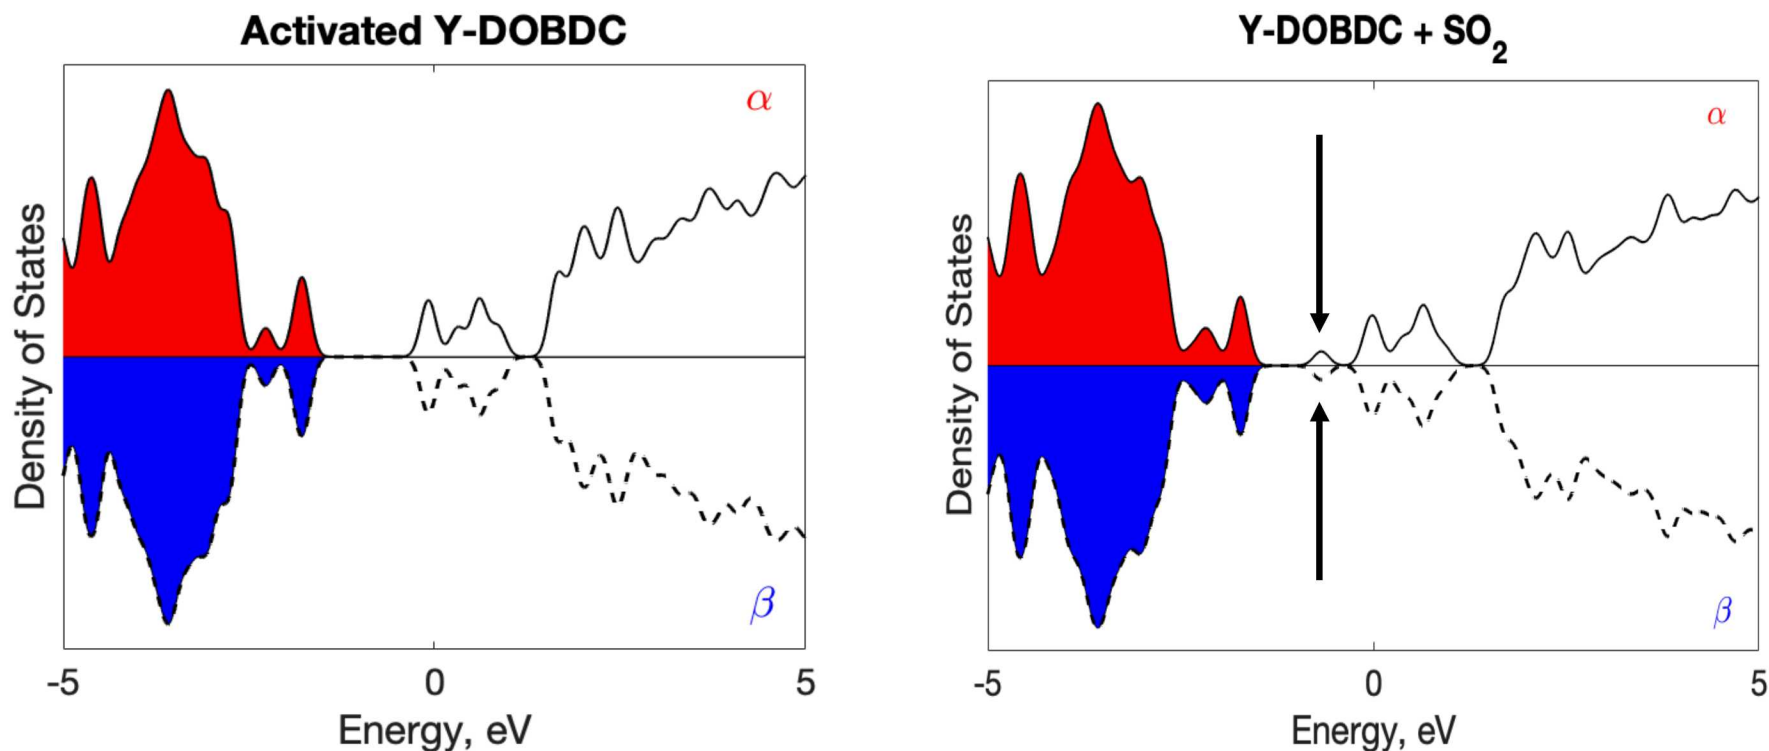 Activated Y-DOBDC
α
Density of States
β
-5 0 5
Energy, eV
Y-DOBDC + SO₂
α
Density of States
β
-5 0 5
Energy, eV